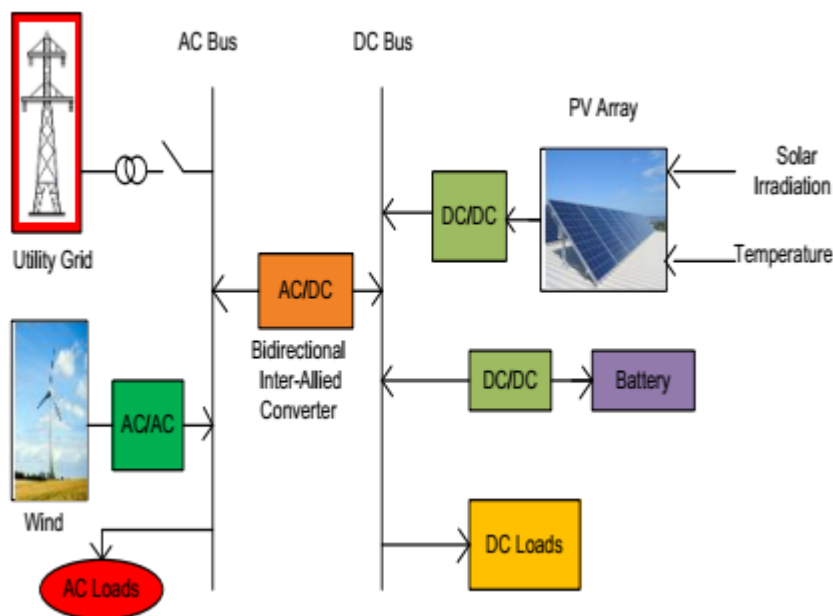 AC Bus
DC Bus
PV Array
Solar
Irradiation
DC/DC
Utility Grid
Temperature
AC/DC
Bidirectional
Inter-Allied
Converter
DC/DC
Battery
AC/AC
Wind
DC Loads
AC Loads